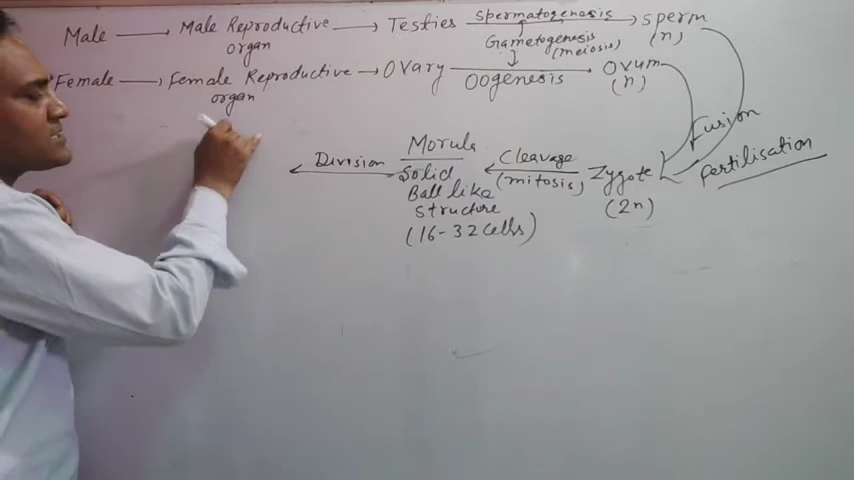 Male Male Reproductive Testies Spermatogenesis sperm
organ Gametogenesis (n)
(meiosis)
Female Female Reproductive Ovary Oogenesis Ovum
organ (n)
Fusion
fertilisation
Division Morula Cleavage Zygote
Solid (mitosis) (2n)
Ball like
structure
(16-32 cells)